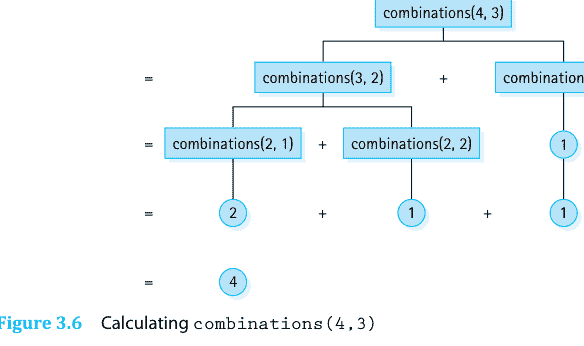 combinations(4, 3)
= combinations(3, 2) + combination
= combinations(2, 1) + combinations(2, 2) 1
= 2 + 1 + 1
= 4
Figure 3.6 Calculating combinations(4,3)